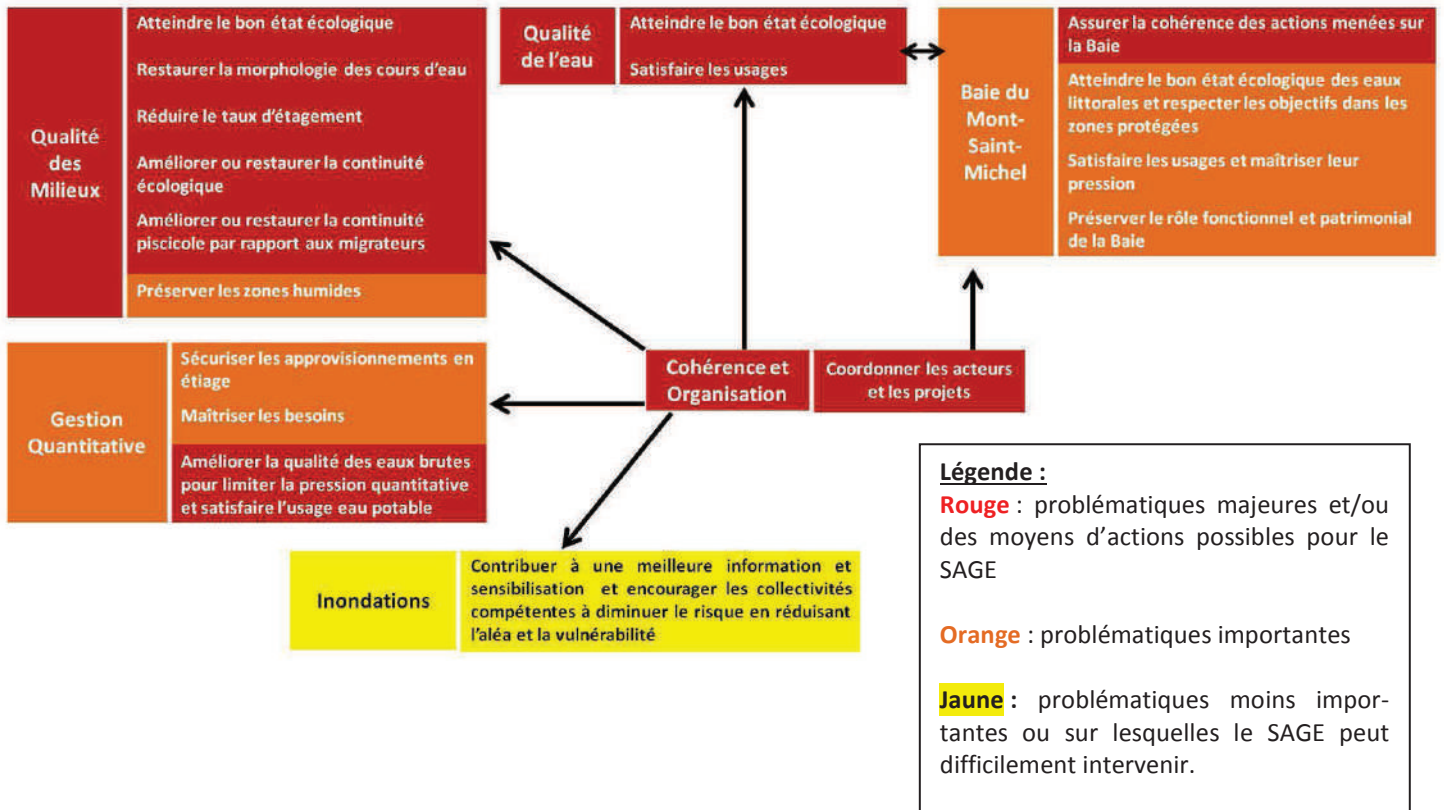 Qualité
des
Milieux
Atteindre le bon état écologique
Restaurer la morphologie des cours d'eau
Réduire le taux d'étagement
Améliorer ou restaurer la continuité
écologique
Améliorer ou restaurer la continuité
piscicole par rapport aux migrateurs
Préserver les zones humides
Qualité
de l'eau
Atteindre le bon état écologique
Satisfaire les usages
Baie du
Mont-
Saint-
Michel
Assurer la cohérence des actions menées sur
la Baie
Atteindre le bon état écologique des eaux
littorales et respecter les objectifs dans les
zones protégées
Satisfaire les usages et maîtriser leur
pression
Préserver le rôle fonctionnel et patrimonial
de la Baie
Gestion
Quantitative
Sécuriser les approvisionnements en
étiage
Maîtriser les besoins
Améliorer la qualité des eaux brutes
pour limiter la pression quantitative
et satisfaire l'usage eau potable
Cohérence et
Organisation
Coordonner les acteurs
et les projets
Inondations
Contribuer à une meilleure information et
sensibilisation et encourager les collectivités
compétentes à diminuer le risque en réduisant
l'aléa et la vulnérabilité
Légende :
Rouge : problématiques majeures et/ou
des moyens d'actions possibles pour le
SAGE
Orange : problématiques importantes
Jaune : problématiques moins impor-
tantes ou sur lesquelles le SAGE peut
difficilement intervenir.